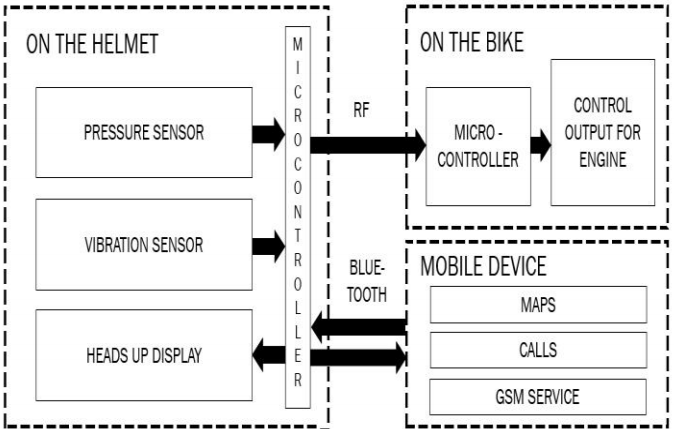 ON THE HELMET
PRESSURE SENSOR
VIBRATION SENSOR
HEADS UP DISPLAY
MICROCONTROLLER
RF
BLUE-
TOOTH
ON THE BIKE
MICRO -
CONTROLLER
CONTROL
OUTPUT FOR
ENGINE
MOBILE DEVICE
MAPS
CALLS
GSM SERVICE